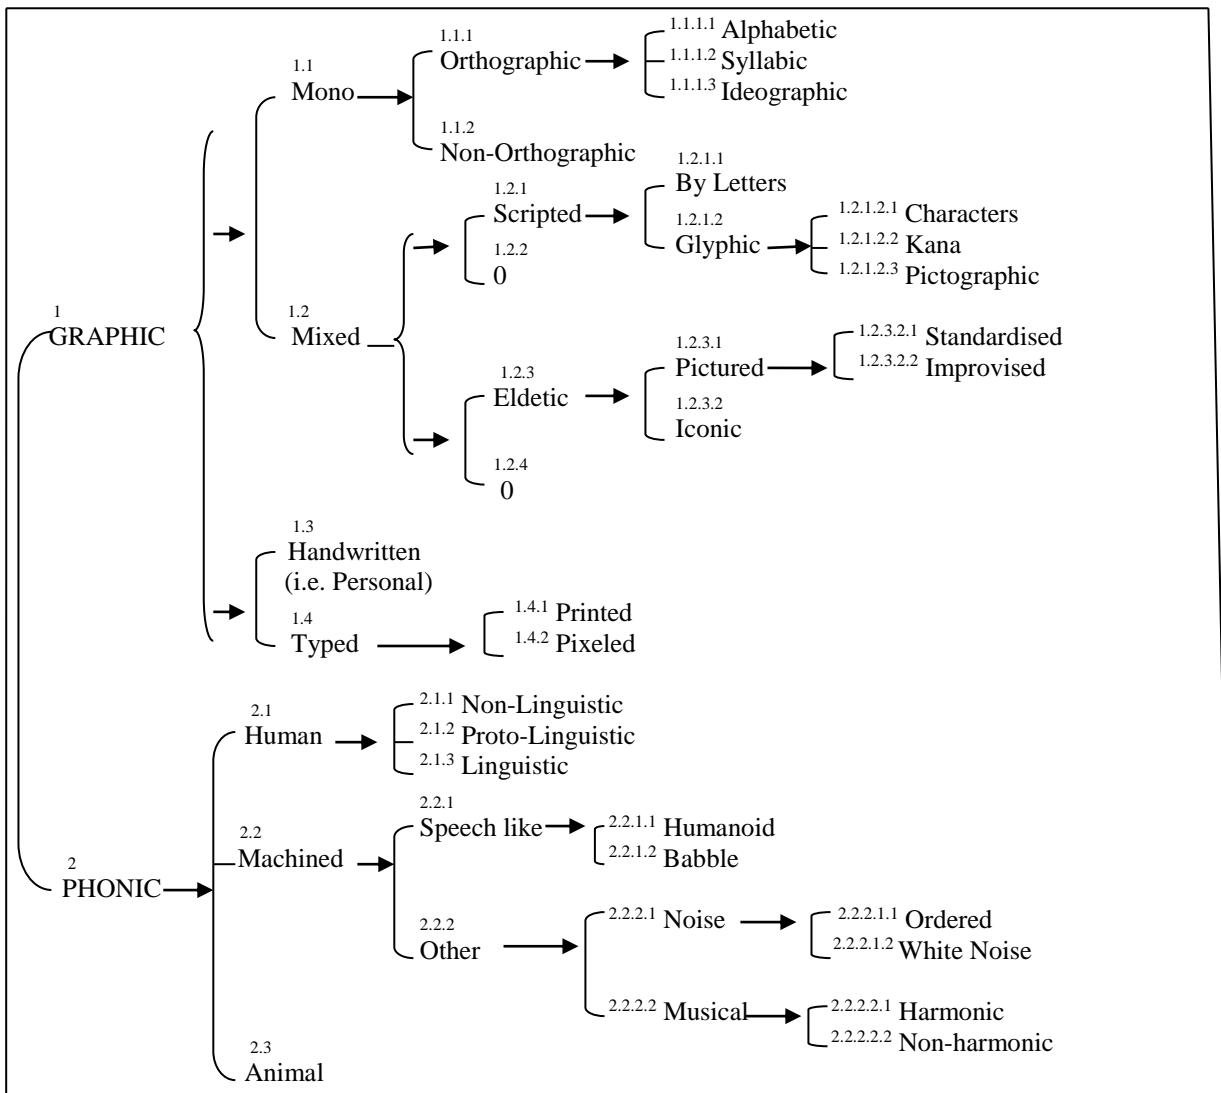 1.1.1.1 Alphabetic
1.1.1
Orthographic
1.1.1.2 Syllabic
1.1
Mono
1.1.1.3 Ideographic
1.1.2
Non-Orthographic
1.2.1.1
By Letters
1.2.1
Scripted
1.2.1.2
Glyphic
1.2.1.2.1 Characters
1.2.1.2.2 Kana
1.2.1.2.3 Pictographic
1.2.2
0
1
GRAPHIC
1.2
Mixed
1.2.3.1
Pictured
1.2.3.2.1 Standardised
1.2.3.2.2 Improvised
1.2.3
Eldetic
1.2.3.2
Iconic
1.2.4
0
1.3
Handwritten
(i.e. Personal)
1.4
Typed
1.4.1 Printed
1.4.2 Pixeled
2.1
Human
2.1.1 Non-Linguistic
2.1.2 Proto-Linguistic
2.1.3 Linguistic
2.2.1
Speech like
2.2.1.1 Humanoid
2.2.1.2 Babble
2.2
Machined
2
PHONIC
2.2.2
Other
2.2.2.1 Noise
2.2.2.1.1 Ordered
2.2.2.1.2 White Noise
2.2.2.2 Musical
2.2.2.2.1 Harmonic
2.2.2.2.2 Non-harmonic
2.3
Animal